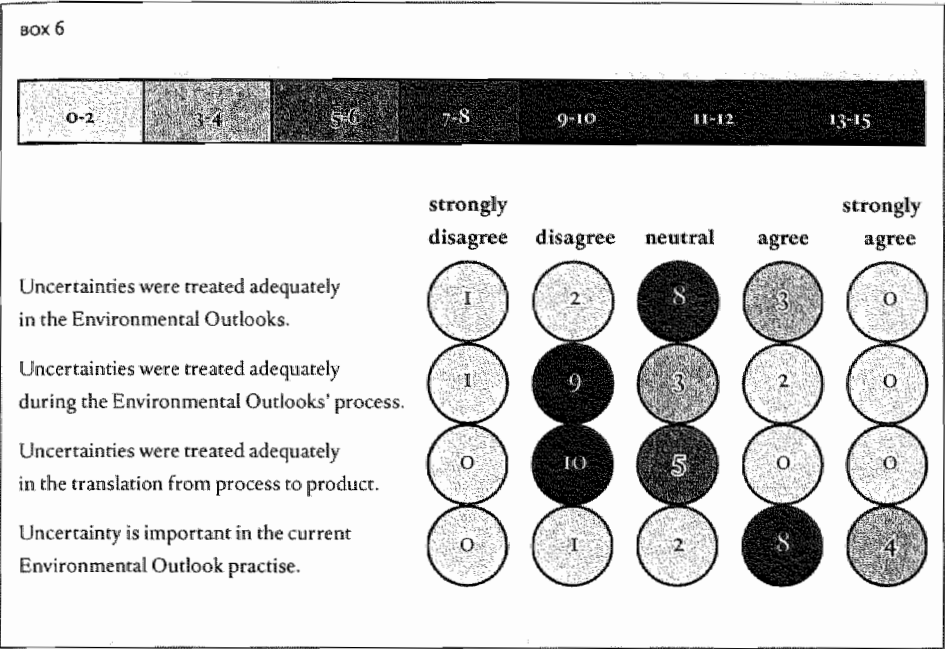 BOX 6
0-2 3-4 5-6 7-8 9-10 11-12 13-15
strongly strongly
disagree disagree neutral agree agree
Uncertainties were treated adequately
in the Environmental Outlooks.
1 2 8 3 0
Uncertainties were treated adequately
during the Environmental Outlooks' process.
1 9 3 2 0
Uncertainties were treated adequately
in the translation from process to product.
0 10 5 0 0
Uncertainty is important in the current
Environmental Outlook practise.
0 1 2 8 4